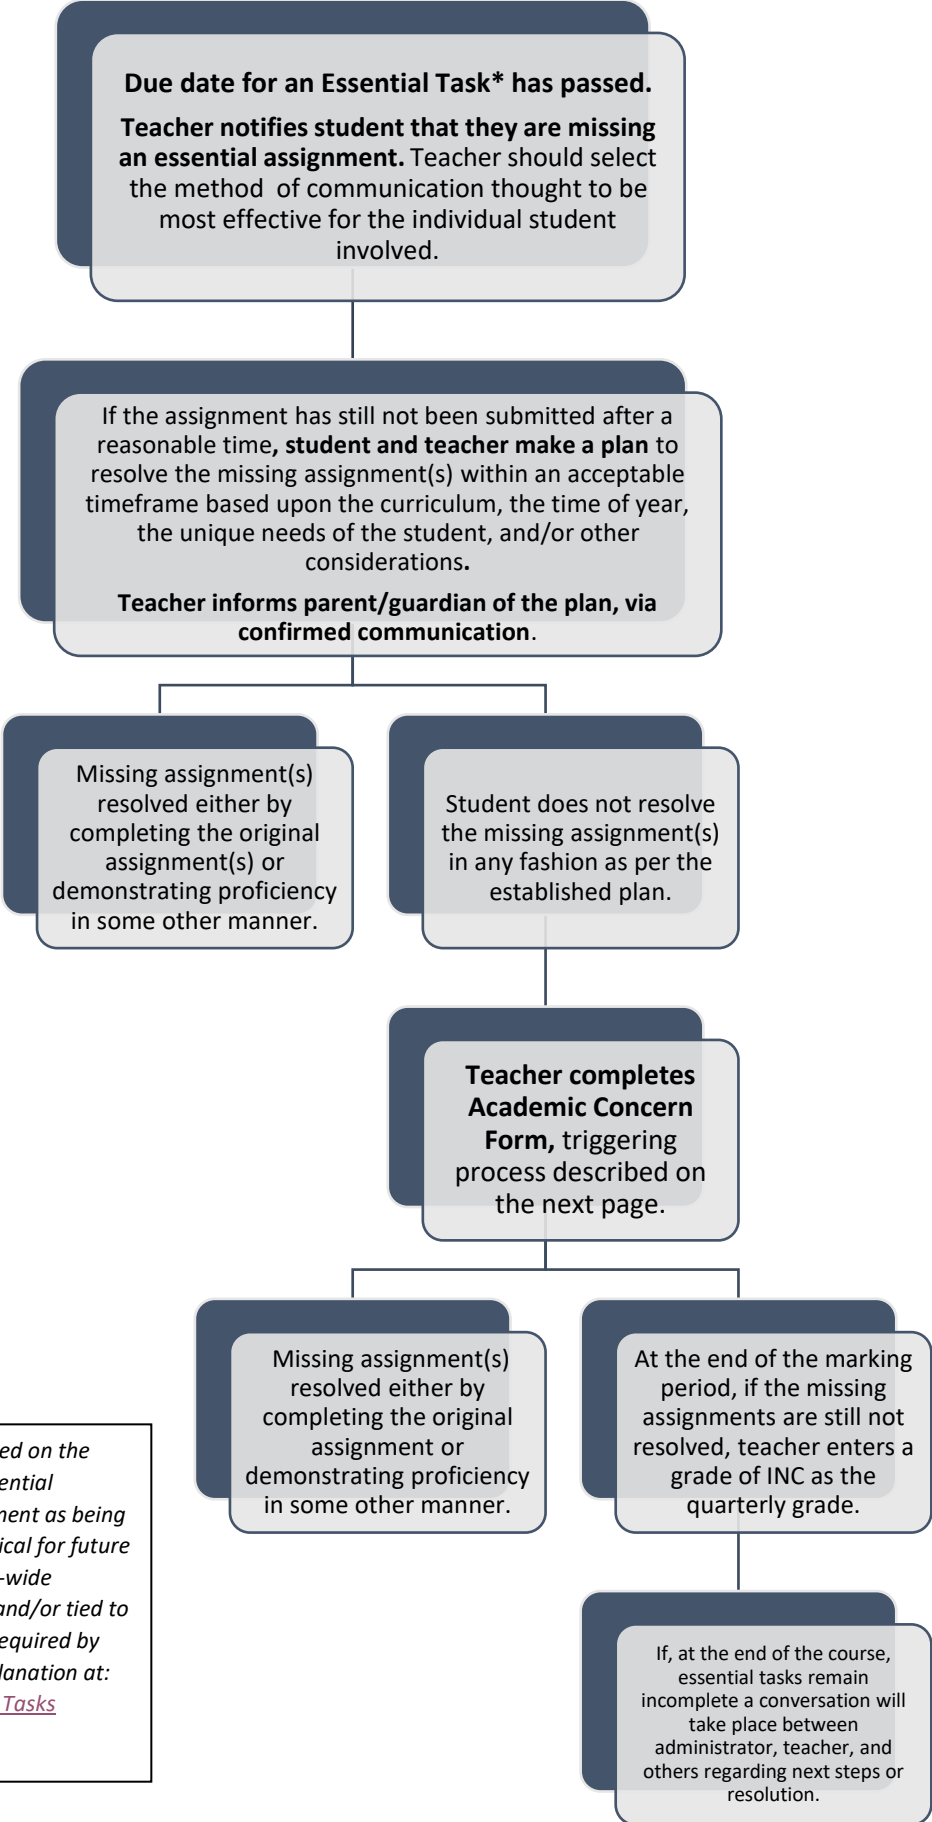 Due date for an Essential Task* has passed.
Teacher notifies student that they are missing
an essential assignment. Teacher should select
the method of communication thought to be
most effective for the individual student
involved.
If the assignment has still not been submitted after a
reasonable time, student and teacher make a plan to
resolve the missing assignment(s) within an acceptable
timeframe based upon the curriculum, the time of year,
the unique needs of the student, and/or other
considerations.
Teacher informs parent/guardian of the plan, via
confirmed communication.
Missing assignment(s)
resolved either by
completing the original
assignment(s) or
demonstrating proficiency
in some other manner.
Student does not resolve
the missing assignment(s)
in any fashion as per the
established plan.
Teacher completes
Academic Concern
Form, triggering
process described on
the next page.
Missing assignment(s)
resolved either by
completing the original
assignment or
demonstrating proficiency
in some other manner.
At the end of the marking
period, if the missing
assignments are still not
resolved, teacher enters a
grade of INC as the
quarterly grade.
If, at the end of the course,
essential tasks remain
incomplete a conversation will
take place between
administrator, teacher, and
others regarding next steps or
resolution.
ed on the
ential
ment as being
ical for future
-wide
and/or tied to
equired by
lanation at:
Tasks